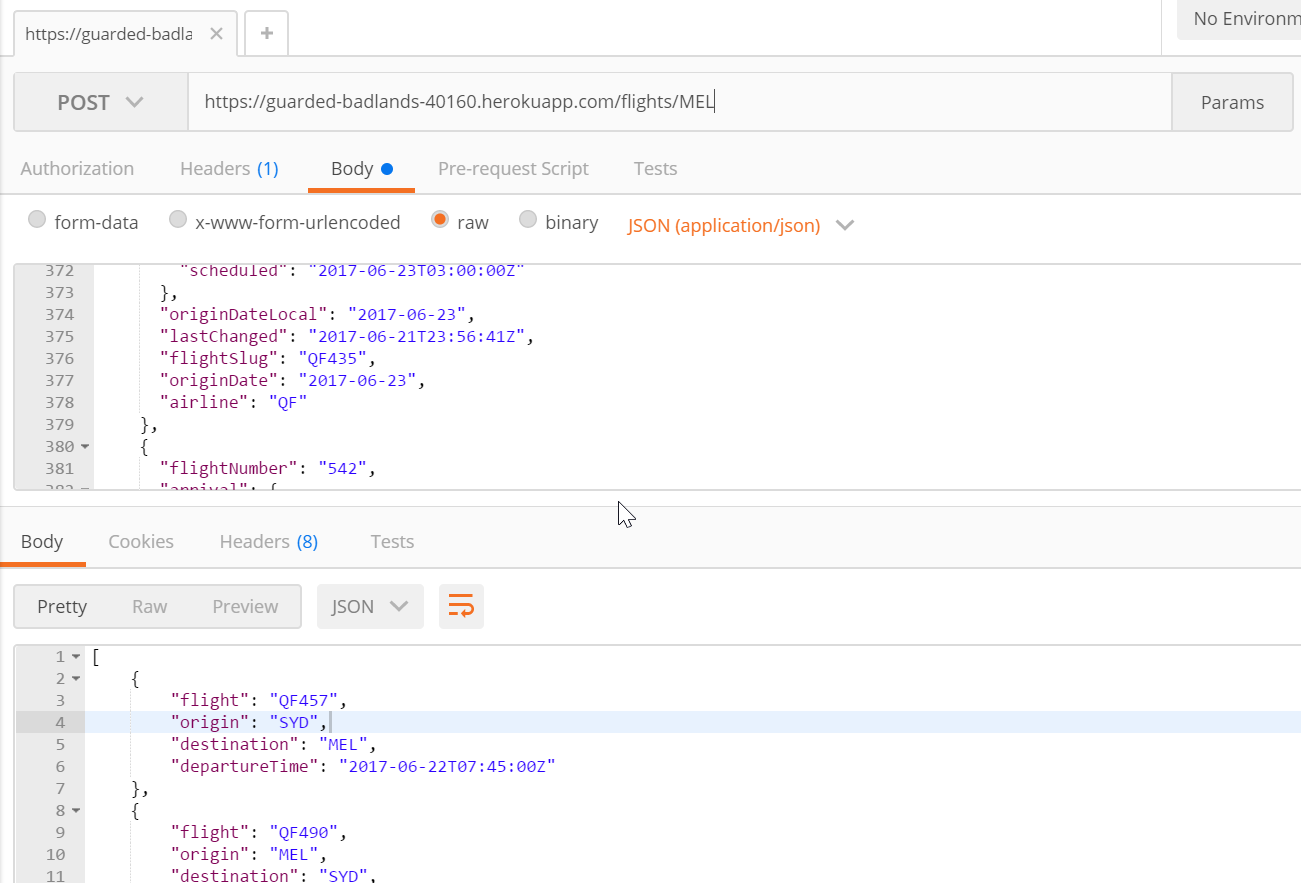 https://guarded-badla
No Environm
POST https://guarded-badlands-40160.herokuapp.com/flights/MEL Params
Authorization Headers (1) Body Pre-request Script Tests
form-data x-www-form-urlencoded raw binary JSON (application/json)
372 "scheduled": "2017-06-23T03:00:00Z"
373 },
374 "originDateLocal": "2017-06-23",
375 "lastChanged": "2017-06-21T23:56:41Z",
376 "flightSlug": "QF435",
377 "originDate": "2017-06-23",
378 "airline": "QF"
379 },
380 {
381 "flightNumber": "542",
382 "arrival": {
Body Cookies Headers (8) Tests
Pretty Raw Preview JSON
1 [
2 {
3 "flight": "QF457",
4 "origin": "SYD",
5 "destination": "MEL",
6 "departureTime": "2017-06-22T07:45:00Z"
7 },
8 {
9 "flight": "QF490",
10 "origin": "MEL",
11 "destination": "SYD",